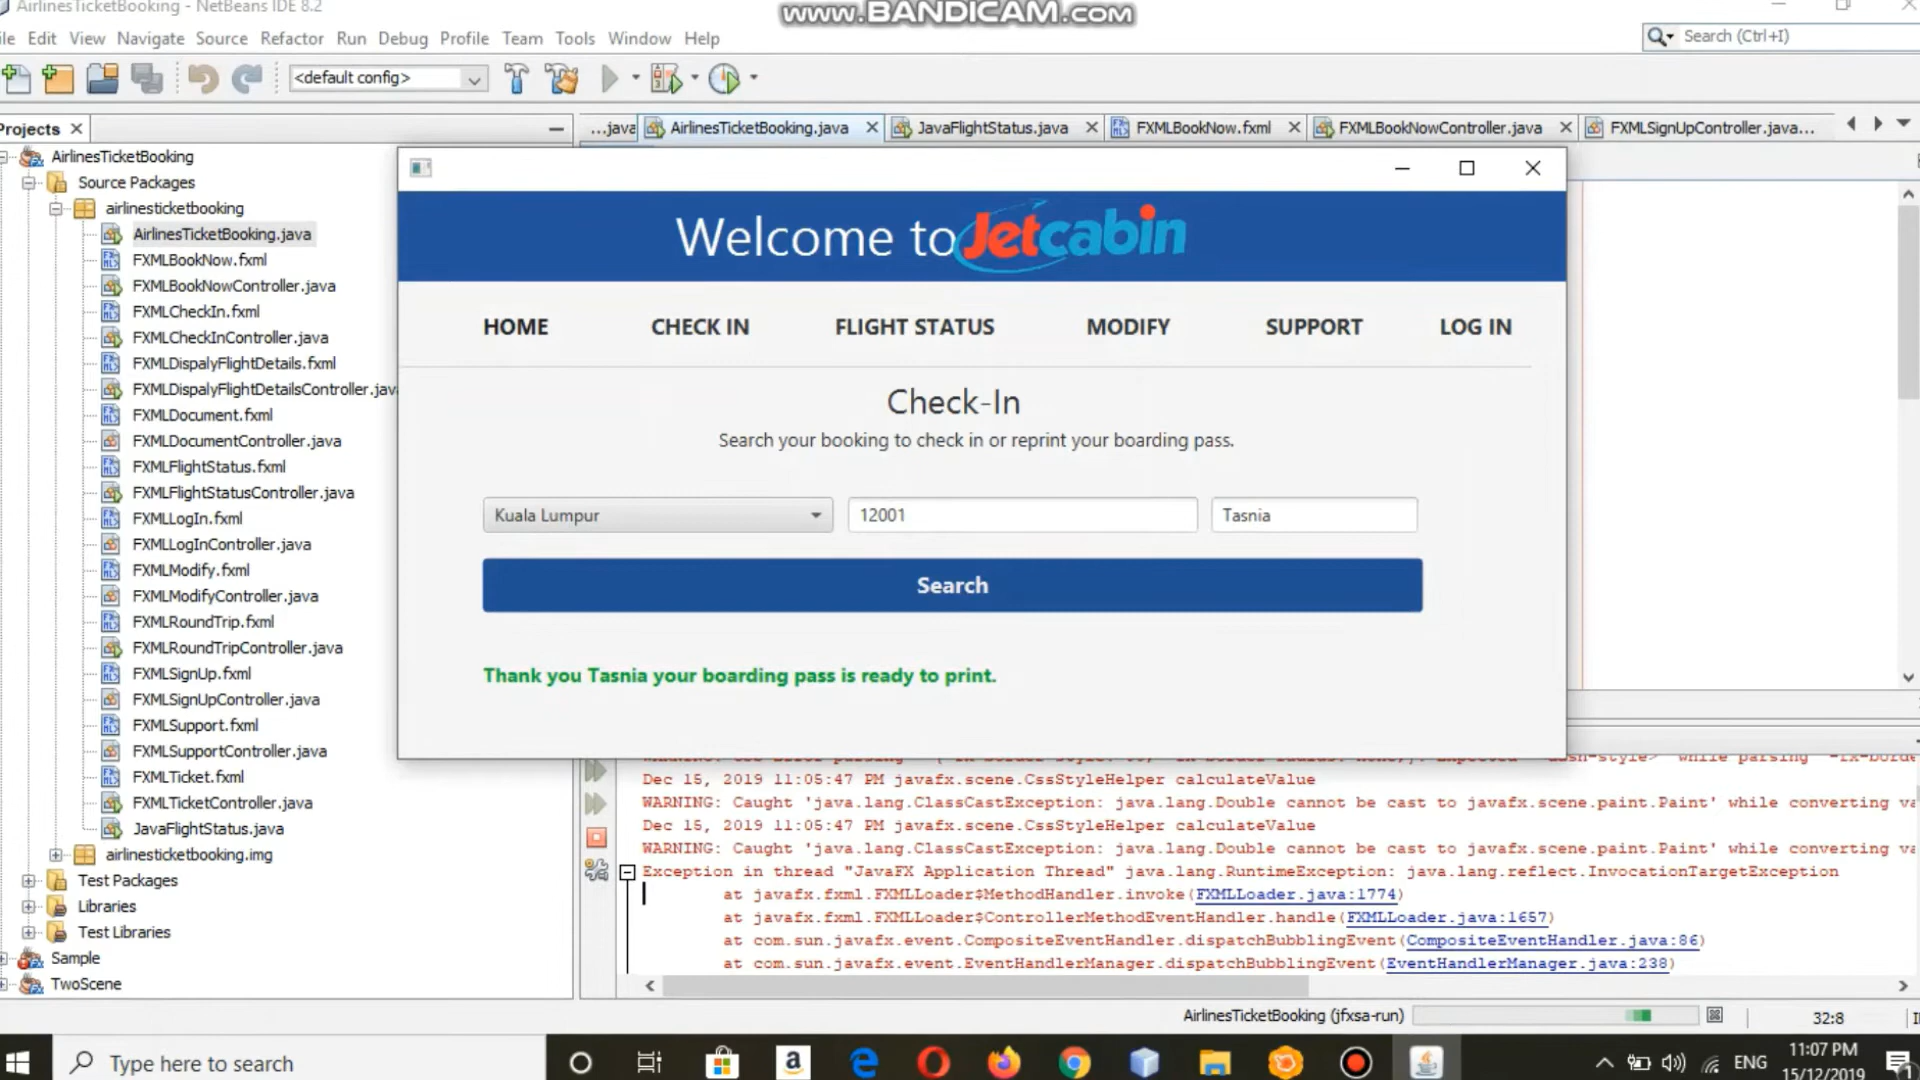 AirlinesTicketBooking - NetBeans IDE 8.2
www.BANDICAM.com
ile Edit View Navigate Source Refactor Run Debug Profile Team Tools Window Help
Search (Ctrl+I)
<default config>
Projects
...java
AirlinesTicketBooking.java
JavaFlightStatus.java
FXMLBookNow.fxml
FXMLBookNowController.java
FXMLSignUpController.java...
AirlinesTicketBooking
Source Packages
airlinesticketbooking
AirlinesTicketBooking.java
FXMLBookNow.fxml
FXMLBookNowController.java
FXMLCheckIn.fxml
FXMLCheckInController.java
FXMLDispalyFlightDetails.fxml
FXMLDispalyFlightDetailsController.java
FXMLDocument.fxml
FXMLDocumentController.java
FXMLFlightStatus.fxml
FXMLFlightStatusController.java
FXMLLogIn.fxml
FXMLLogInController.java
FXMLModify.fxml
FXMLModifyController.java
FXMLRoundTrip.fxml
FXMLRoundTripController.java
FXMLSignUp.fxml
FXMLSignUpController.java
FXMLSupport.fxml
FXMLSupportController.java
FXMLTicket.fxml
FXMLTicketController.java
JavaFlightStatus.java
airlinesticketbooking.img
Test Packages
Libraries
Test Libraries
Sample
TwoScene
Welcome to Jetcabin
HOME CHECK IN FLIGHT STATUS MODIFY SUPPORT LOG IN
Check-In
Search your booking to check in or reprint your boarding pass.
Kuala Lumpur 12001 Tasnia
Search
Thank you Tasnia your boarding pass is ready to print.
Dec 15, 2019 11:05:47 PM javafx.scene.CssStyleHelper calculateValue
WARNING: Caught 'java.lang.ClassCastException: java.lang.Double cannot be cast to javafx.scene.paint.Paint' while converting va
Dec 15, 2019 11:05:47 PM javafx.scene.CssStyleHelper calculateValue
WARNING: Caught 'java.lang.ClassCastException: java.lang.Double cannot be cast to javafx.scene.paint.Paint' while converting va
Exception in thread "JavaFX Application Thread" java.lang.RuntimeException: java.lang.reflect.InvocationTargetException
at javafx.fxml.FXMLLoader$MethodHandler.invoke(FXMLLoader.java:1774)
at javafx.fxml.FXMLLoader$ControllerMethodEventHandler.handle(FXMLLoader.java:1657)
at com.sun.javafx.event.CompositeEventHandler.dispatchBubblingEvent(CompositeEventHandler.java:86)
at com.sun.javafx.event.EventHandlerManager.dispatchBubblingEvent(EventHandlerManager.java:238)
AirlinesTicketBooking (jfxsa-run)
32:8
Type here to search
ENG
11:07 PM
15/12/2019